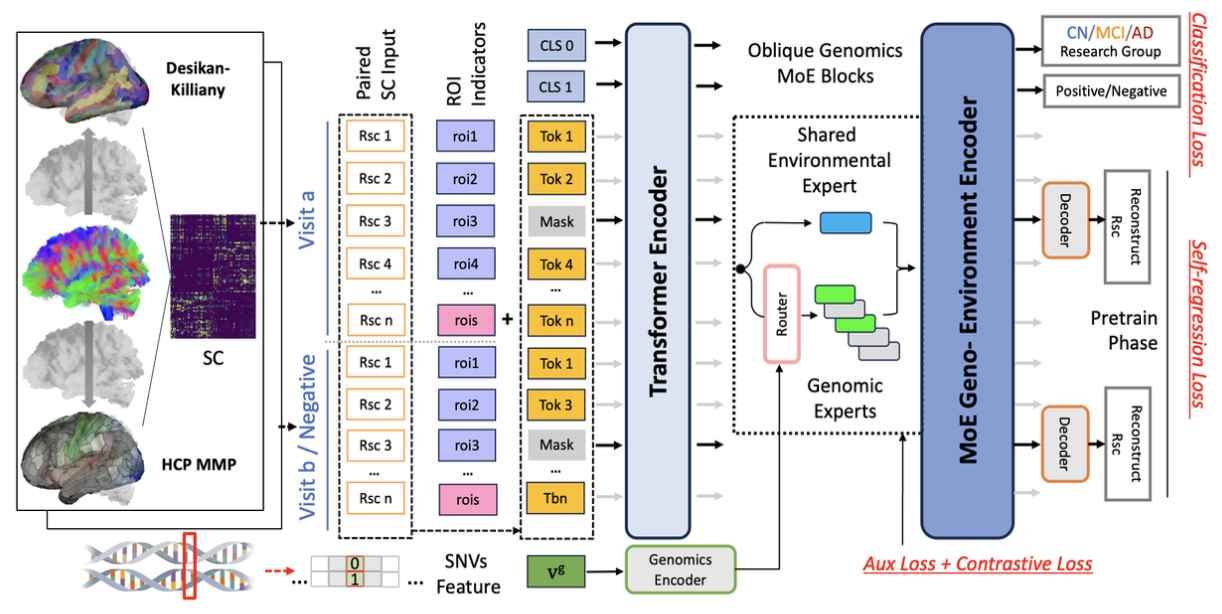 Desikan-
Killiany
SC
HCP MMP
Visit a
Visit b / Negative
Paired
SC Input
ROI
Indicators
CLS 0
CLS 1
Rsc 1 roi1 Tok 1
Rsc 2 roi2 Tok 2
Rsc 3 roi3 Mask
Rsc 4 roi4 Tok 4
... ... ...
Rsc n rois + Tok n
Rsc 1 roi1 Tok 1
Rsc 2 roi2 Tok 3
Rsc 3 roi3 Mask
... ... ...
Rsc n rois Tbn
... 0 ...
1
SNVs
Feature
Vg
Genomics
Encoder
Transformer Encoder
Oblique Genomics
MoE Blocks
Shared
Environmental
Expert
Router
Genomic
Experts
MoE Geno- Environment Encoder
Aux Loss + Contrastive Loss
CN/MCI/AD
Research Group
Positive/Negative
Classification Loss
Decoder
Reconstruct
Rsc
Pretrain
Phase
Decoder
Reconstruct
Rsc
Self-regression Loss